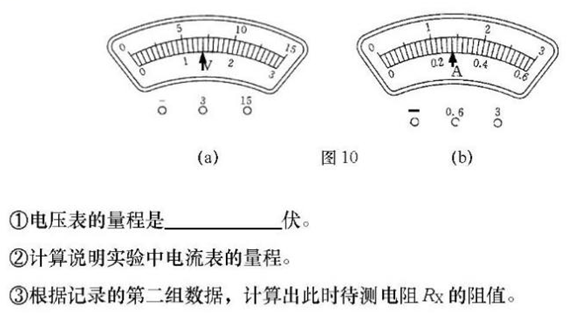 0 5 10 15
0 1 2 3
V
− 3 15
0 1 2 3
0 0.2 0.4 0.6
A
− 0.6 3
(a) 图10 (b)
①电压表的量程是____________伏。
②计算说明实验中电流表的量程。
③根据记录的第二组数据，计算出此时待测电阻RX的阻值。